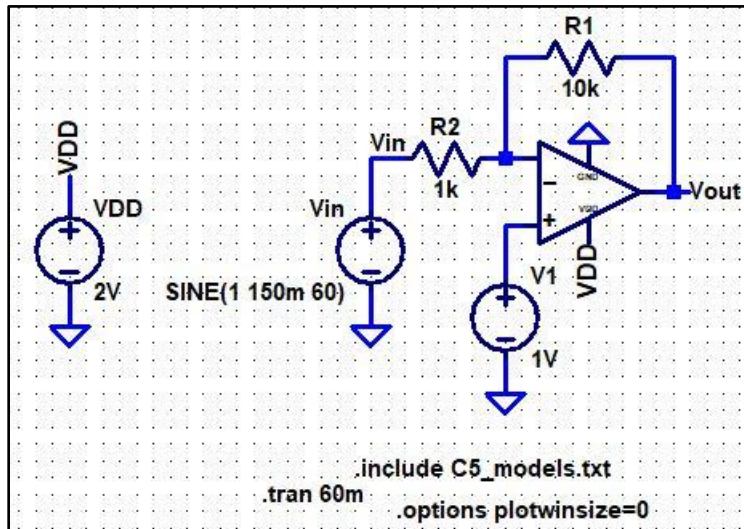 R1
10k
Vin
R2
1k
VDD
GND
-
+
VDD
Vout
VDD
+
-
2V
VDD
Vin
+
-
SINE(1 150m 60)
V1
+
-
1V
.include C5_models.txt
.tran 60m
.options plotwinsize=0